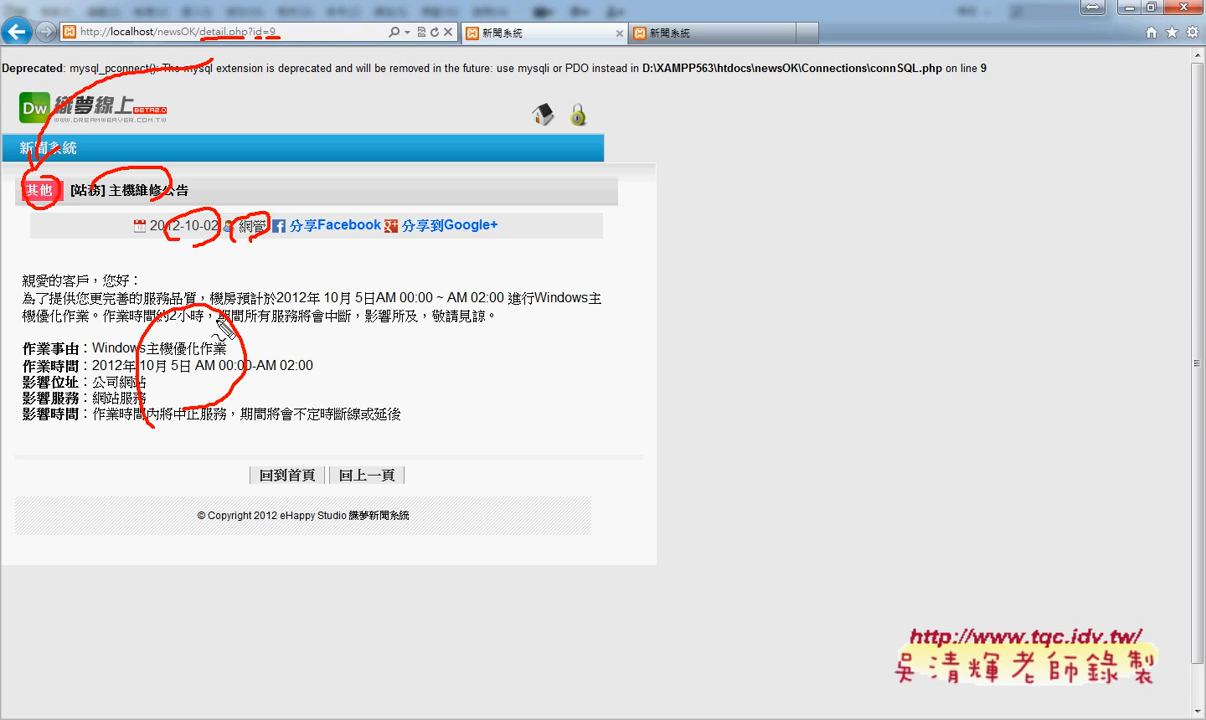 http://localhost/newsOK/detail.php?id=9
新聞系統
新聞系統
Deprecated: mysql_pconnect(): The mysql extension is deprecated and will be removed in the future: use mysqli or PDO instead in D:\XAMPP563\htdocs\newsOK\Connections\connSQL.php on line 9
Dw 織夢線上 BETA2.0
WWW.DREAMWEAVER.COM.TW
新聞系統
其他 [站務] 主機維修公告
2012-10-02 網管 分享Facebook 分享到Google+
親愛的客戶，您好：
為了提供您更完善的服務品質，機房預計於2012年 10月 5日AM 00:00 ~ AM 02:00 進行Windows主
機優化作業。作業時間約2小時，期間所有服務將會中斷，影響所及，敬請見諒。
作業事由：Windows主機優化作業
作業時間：2012年 10月 5日 AM 00:00-AM 02:00
影響位址：公司網站
影響服務：網站服務
影響時間：作業時間內將中止服務，期間將會不定時斷線或延後
回到首頁 回上一頁
© Copyright 2012 eHappy Studio 織夢新聞系統
http://www.tqc.idv.tw/
吳清輝老師錄製